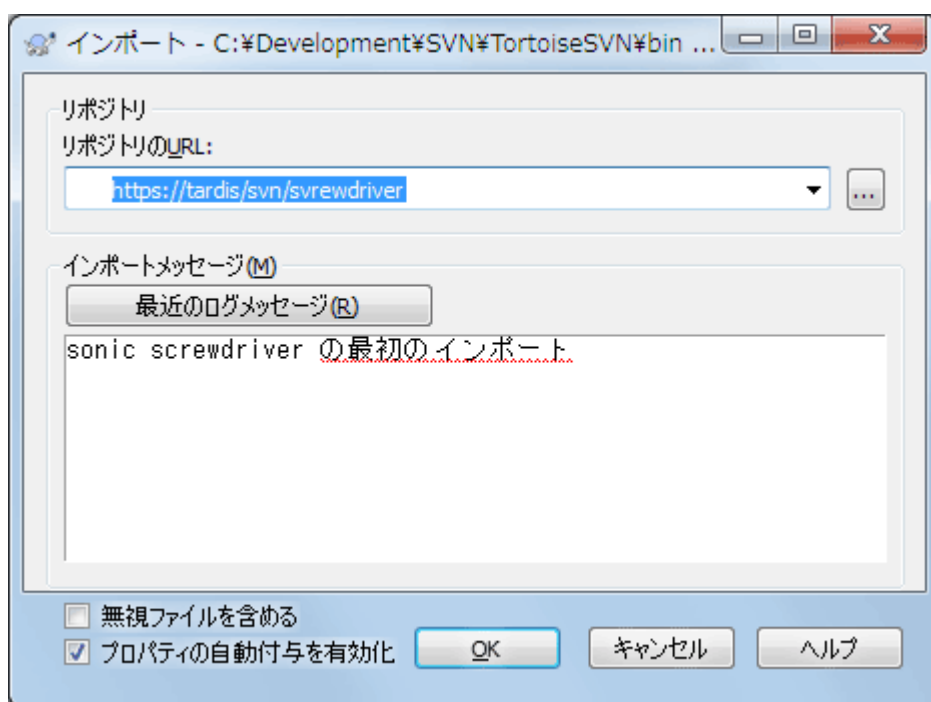 インポート - C:¥Development¥SVN¥TortoiseSVN¥bin ...
リポジトリ
リポジトリのURL:
https://tardis/svn/svrewdriver
...
インポートメッセージ(M)
最近のログメッセージ(R)
sonic screwdriver の最初のインポート
無視ファイルを含める
プロパティの自動付与を有効化
OK
キャンセル
ヘルプ